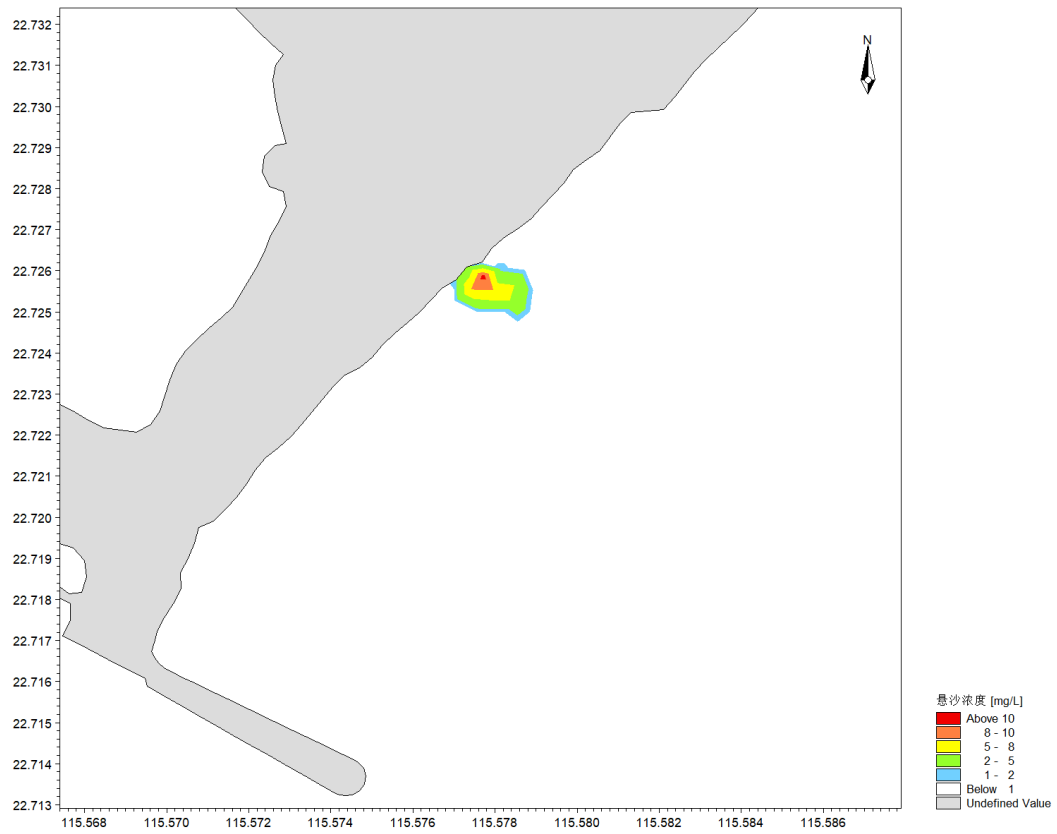 N
22.732
22.731
22.730
22.729
22.728
22.727
22.726
22.725
22.724
22.723
22.722
22.721
22.720
22.719
22.718
22.717
22.716
22.715
22.714
22.713
115.568 115.570 115.572 115.574 115.576 115.578 115.580 115.582 115.584 115.586
悬沙浓度 [mg/L]
Above 10
8 - 10
5 - 8
2 - 5
1 - 2
Below 1
Undefined Value